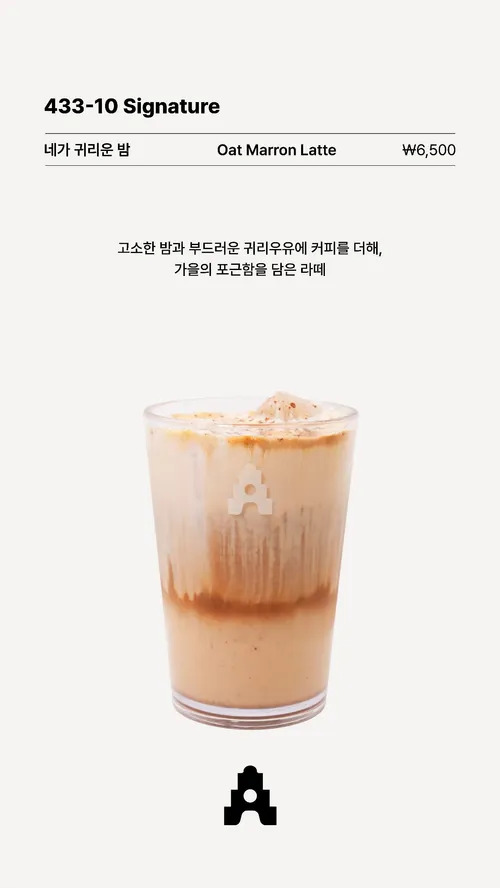 433-10 Signature
네가 귀리운 밤 Oat Marron Latte ₩6,500
고소한 밤과 부드러운 귀리우유에 커피를 더해,
가을의 포근함을 담은 라떼